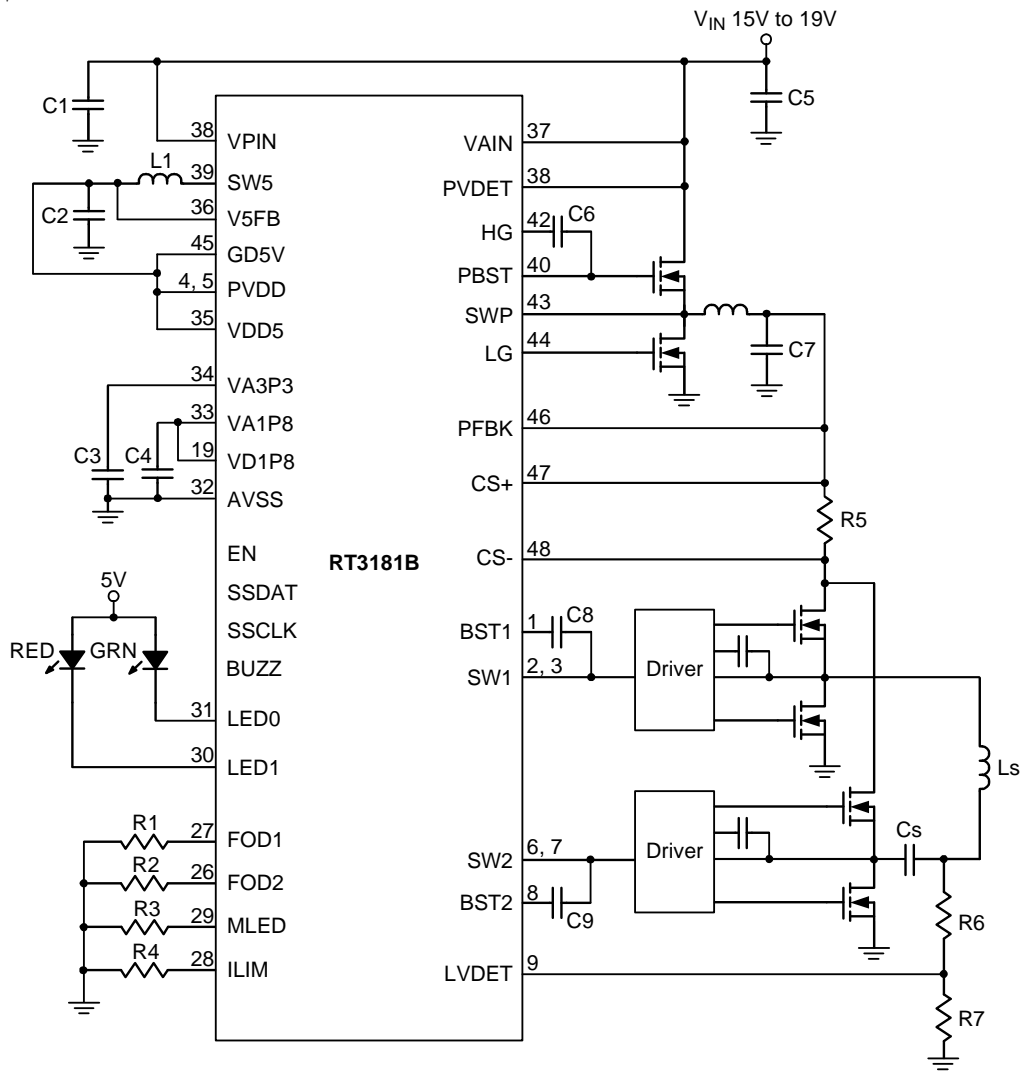 V_IN 15V to 19V
C1
C5
38 VPIN
VAIN 37
L1
39 SW5
PVDET 38
C2
36 V5FB
HG 42 C6
45 GD5V
PBST 40
4, 5 PVDD
SWP 43
35 VDD5
LG 44
C7
34 VA3P3
33 VA1P8
PFBK 46
C3 C4
19 VD1P8
CS+ 47
32 AVSS
R5
EN
RT3181B
CS- 48
5V
SSDAT
SSCLK
BST1 1 C8
RED GRN
BUZZ
SW1 2, 3
Driver
31 LED0
30 LED1
Ls
R1 27 FOD1
Cs
R2 26 FOD2
SW2 6, 7
Driver
R3 29 MLED
BST2 8 C9
R6
R4 28 ILIM
LVDET 9
R7